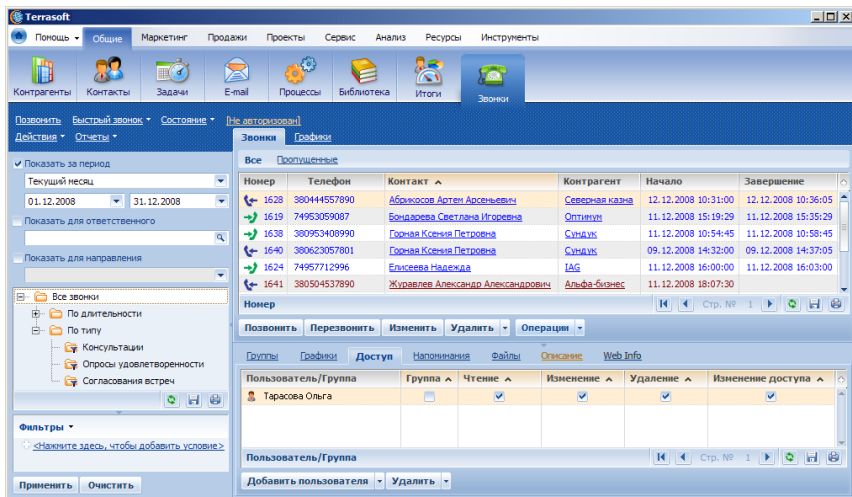 Terrasoft
Помощь Общие Маркетинг Продажи Проекты Сервис Анализ Ресурсы Инструменты
Контрагенты Контакты Задачи E-mail Процессы Библиотека Итоги Звонки
Позвонить Быстрый звонок Состояние [Не авторизован]
Действия Отчеты
Звонки Графики
Показать за период
Текущий месяц
01.12.2008 31.12.2008
Показать для ответственного
Показать для направления
Все звонки
По длительности
По типу
Консультации
Опросы удовлетворенности
Согласования встреч
Фильтры
<Нажмите здесь, чтобы добавить условие>
Применить Очистить
Все Пропущенные
Номер Телефон Контакт Контрагент Начало Завершение
1628 380444557890 Абрикосов Артем Арсеньевич Северная казна 12.12.2008 10:31:00 12.12.2008 10:36:05
1619 74953059087 Бондарева Светлана Игоревна Оптимум 11.12.2008 15:19:29 11.12.2008 15:35:29
1638 380953408990 Горная Ксения Петровна Сундук 11.12.2008 10:54:45 11.12.2008 10:58:45
1640 380623057801 Горная Ксения Петровна Сундук 09.12.2008 14:32:00 09.12.2008 14:37:05
1624 74957712996 Елисеева Надежда IAG 11.12.2008 16:00:00 11.12.2008 16:03:00
1641 380504537890 Журавлев Александр Александрович Альфа-бизнес 11.12.2008 18:07:30
Номер Стр. № 1
Позвонить Перезвонить Изменить Удалить Операции
Группы Графики Доступ Напоминания Файлы Описание Web Info
Пользователь/Группа Группа Чтение Изменение Удаление Изменение доступа
Тарасова Ольга
Пользователь/Группа Стр. № 1
Добавить пользователя Удалить